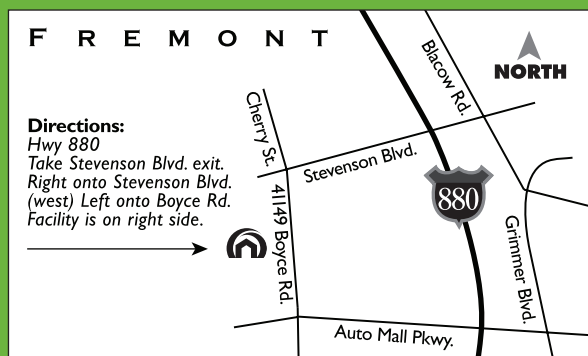 FREMONT
Directions:
Hwy 880
Take Stevenson Blvd. exit.
Right onto Stevenson Blvd.
(west) Left onto Boyce Rd.
Facility is on right side.
NORTH
Blacow Rd.
Cherry St.
Stevenson Blvd.
880
41149 Boyce Rd.
Grimmer Blvd.
Auto Mall Pkwy.